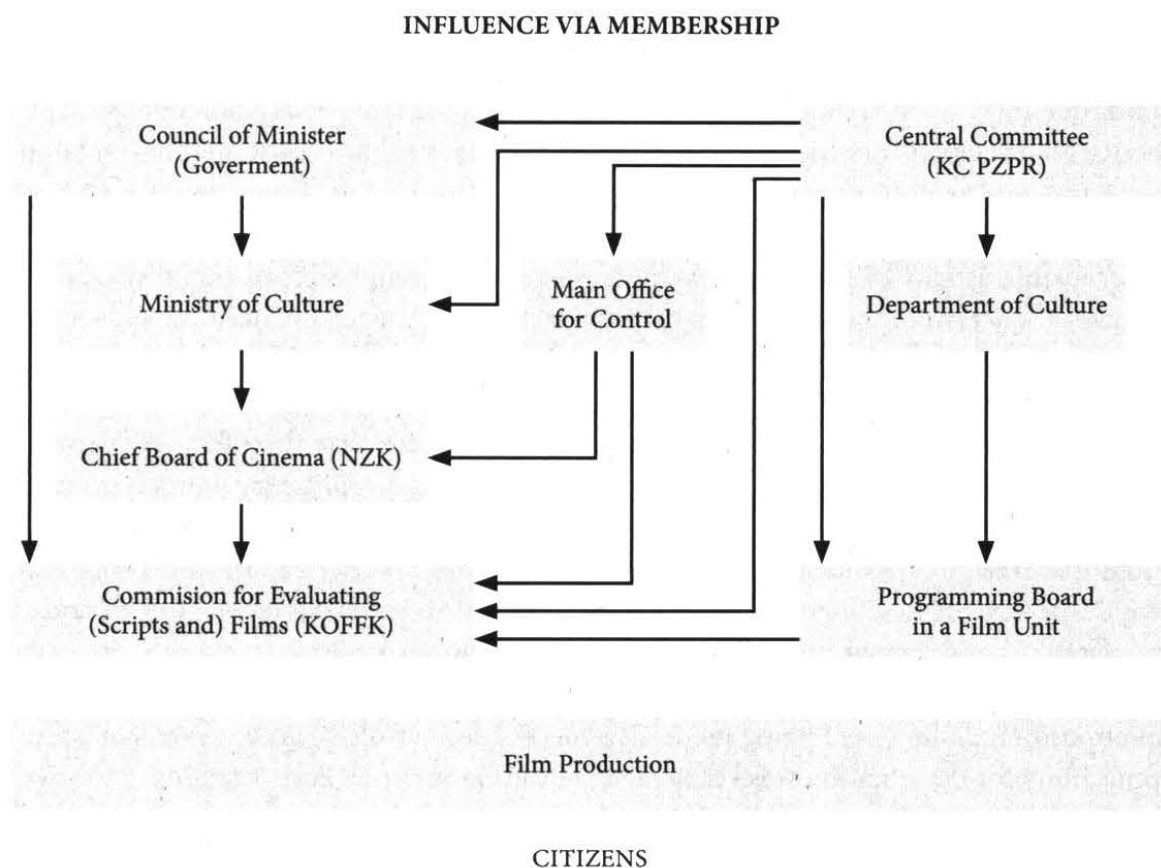 INFLUENCE VIA MEMBERSHIP
Council of Minister
(Goverment)
Central Committee
(KC PZPR)
Ministry of Culture
Main Office
for Control
Department of Culture
Chief Board of Cinema (NZK)
Commision for Evaluating
(Scripts and) Films (KOFFK)
Programming Board
in a Film Unit
Film Production
CITIZENS